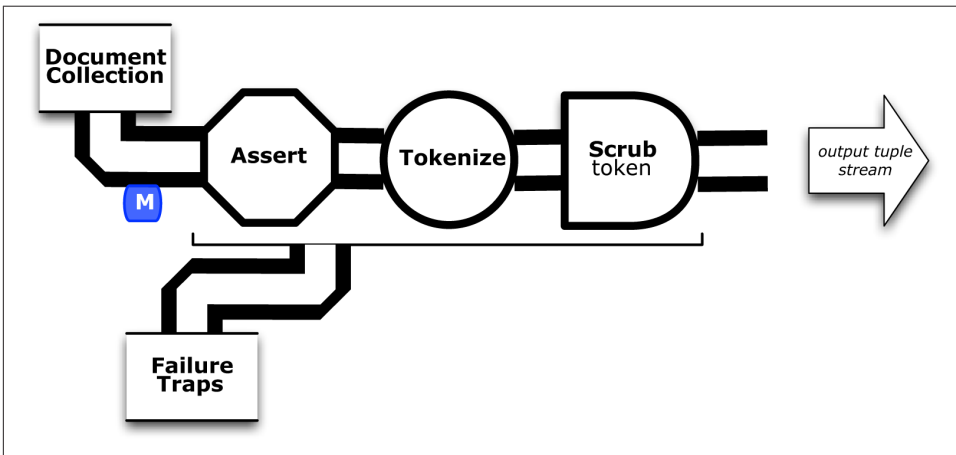 Document
Collection
Assert
Tokenize
Scrub
token
output tuple
stream
M
Failure
Traps